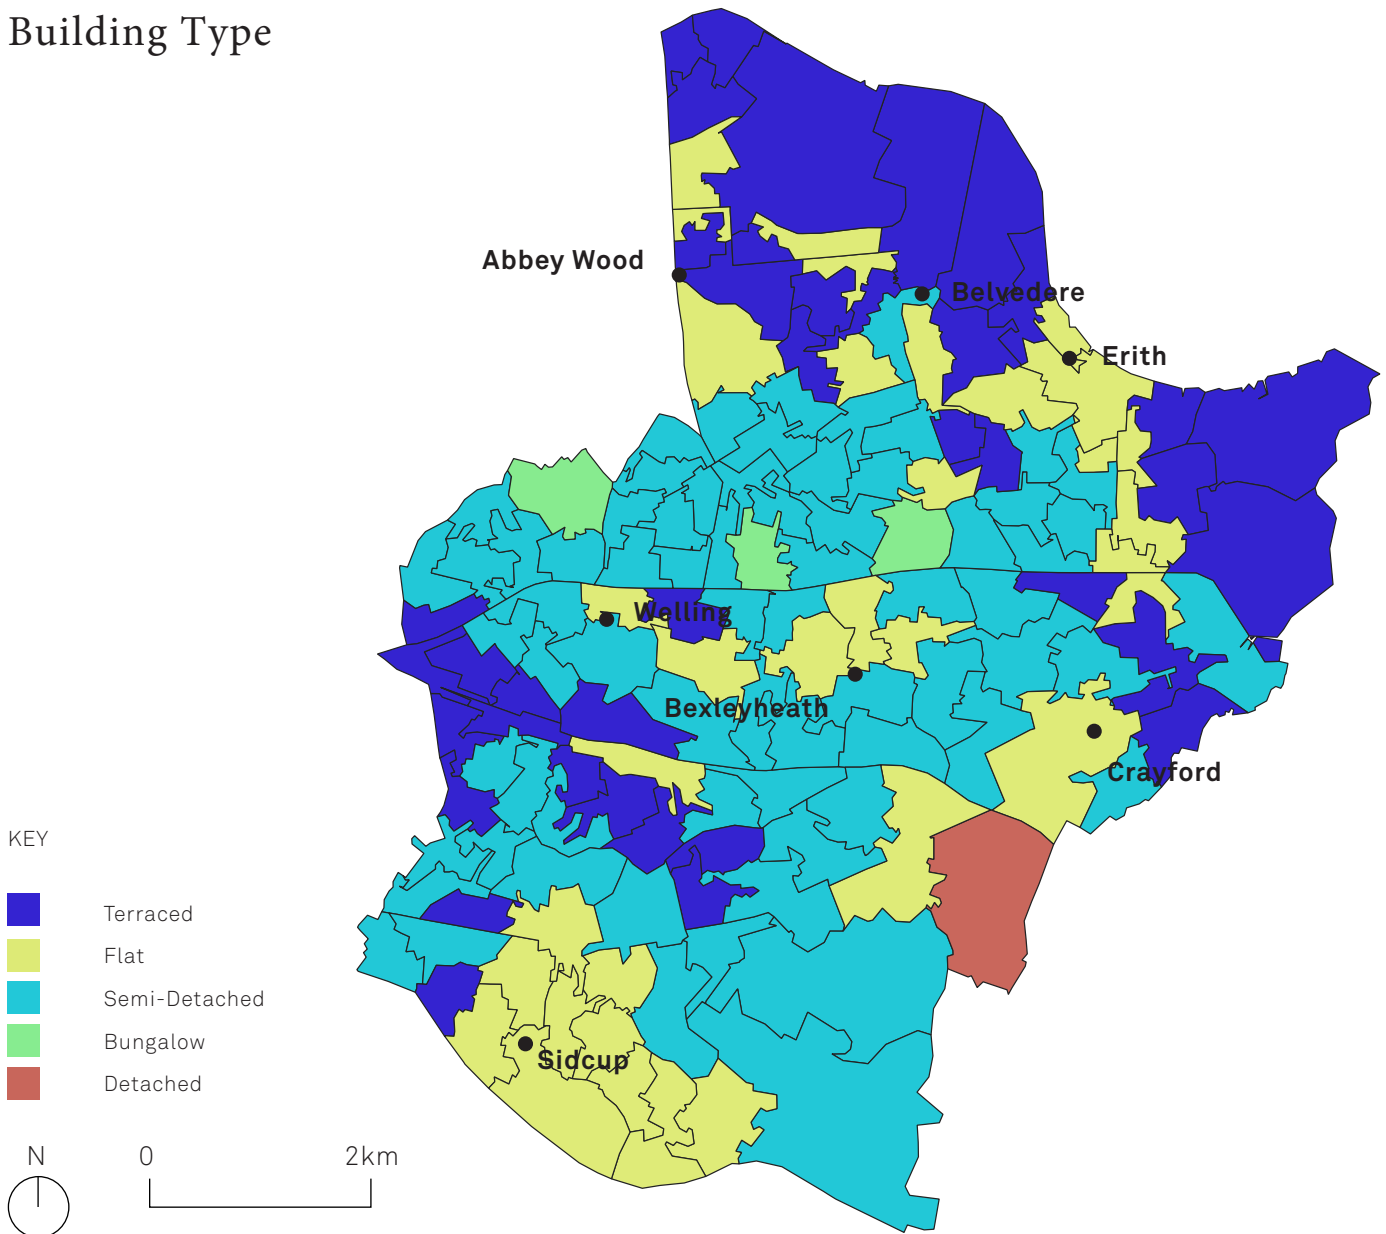 Building Type
Abbey Wood
Belvedere
Erith
Welling
Bexleyheath
Crayford
KEY
Terraced
Flat
Semi-Detached
Bungalow
Sidcup
Detached
N 0 2km